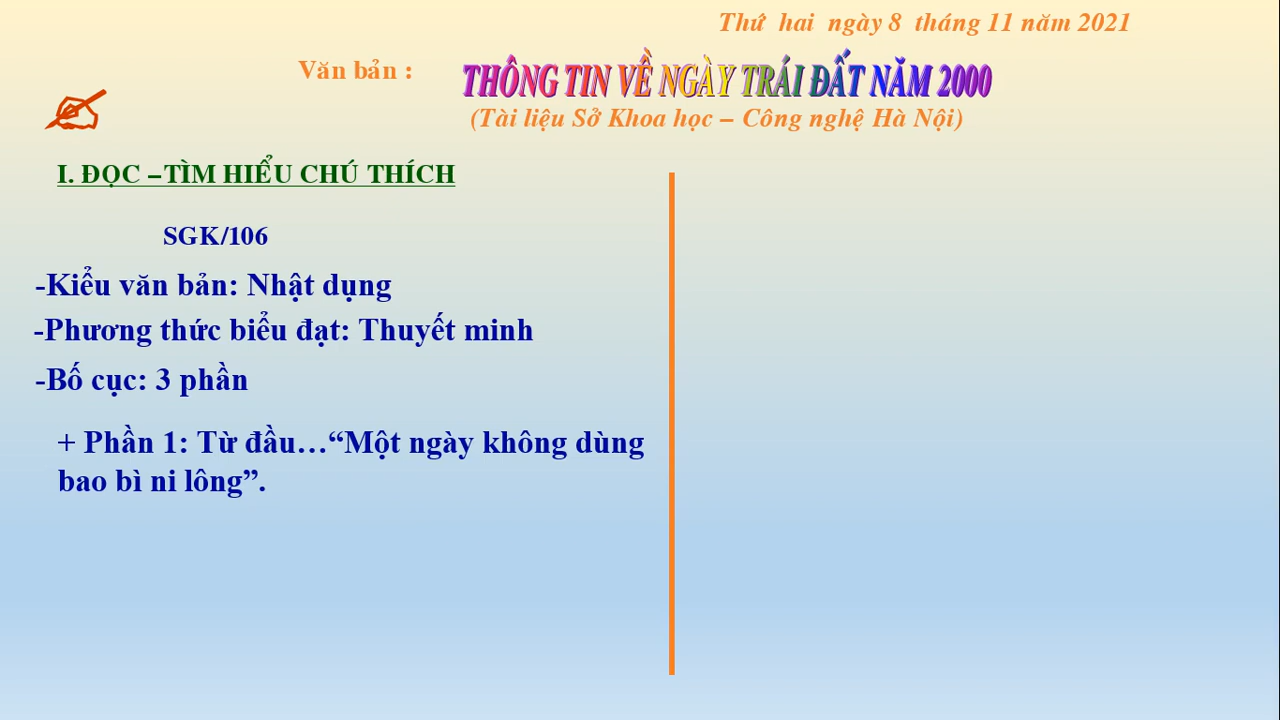 Thứ hai ngày 8 tháng 11 năm 2021
Văn bản :
THÔNG TIN VỀ NGÀY TRÁI ĐẤT NĂM 2000
(Tài liệu Sở Khoa học – Công nghệ Hà Nội)
I. ĐỌC –TÌM HIỂU CHÚ THÍCH
SGK/106
-Kiểu văn bản: Nhật dụng
-Phương thức biểu đạt: Thuyết minh
-Bố cục: 3 phần
+ Phần 1: Từ đầu…“Một ngày không dùng
bao bì ni lông”.